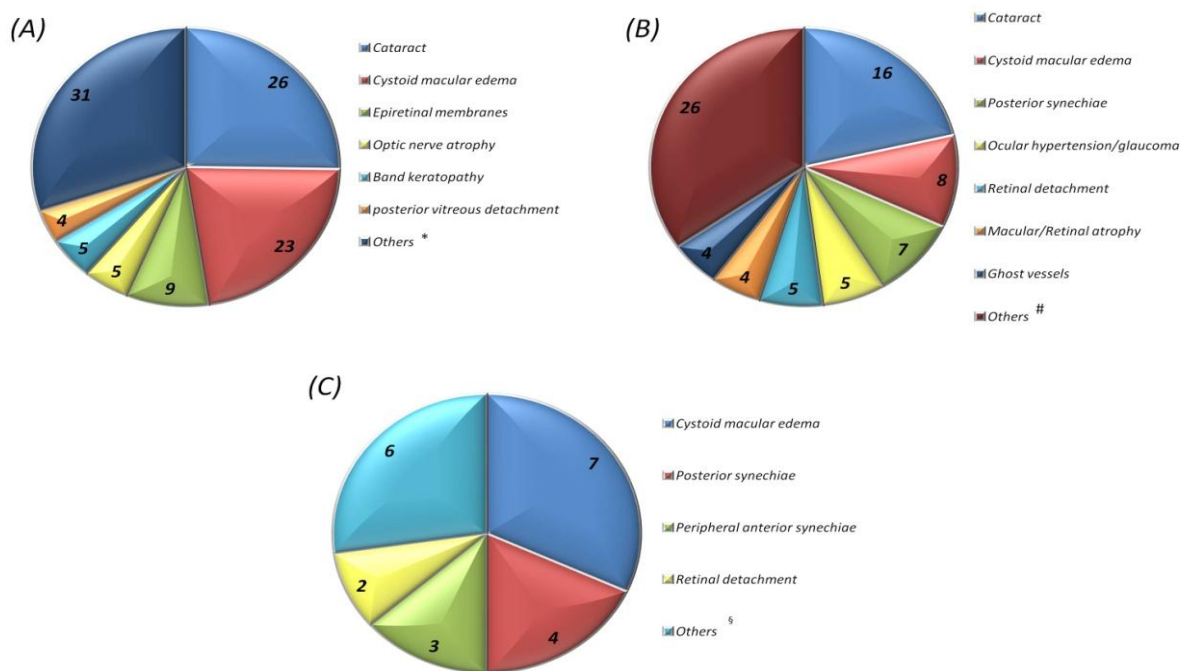 (A)
31
26
23
9
5
5
4
Cataract
Cystoid macular edema
Epiretinal membranes
Optic nerve atrophy
Band keratopathy
posterior vitreous detachment
Others *
(B)
26
16
8
7
5
5
4
4
Cataract
Cystoid macular edema
Posterior synechiae
Ocular hypertension/glaucoma
Retinal detachment
Macular/Retinal atrophy
Ghost vessels
Others #
(C)
6
7
4
3
2
Cystoid macular edema
Posterior synechiae
Peripheral anterior synechiae
Retinal detachment
Others §